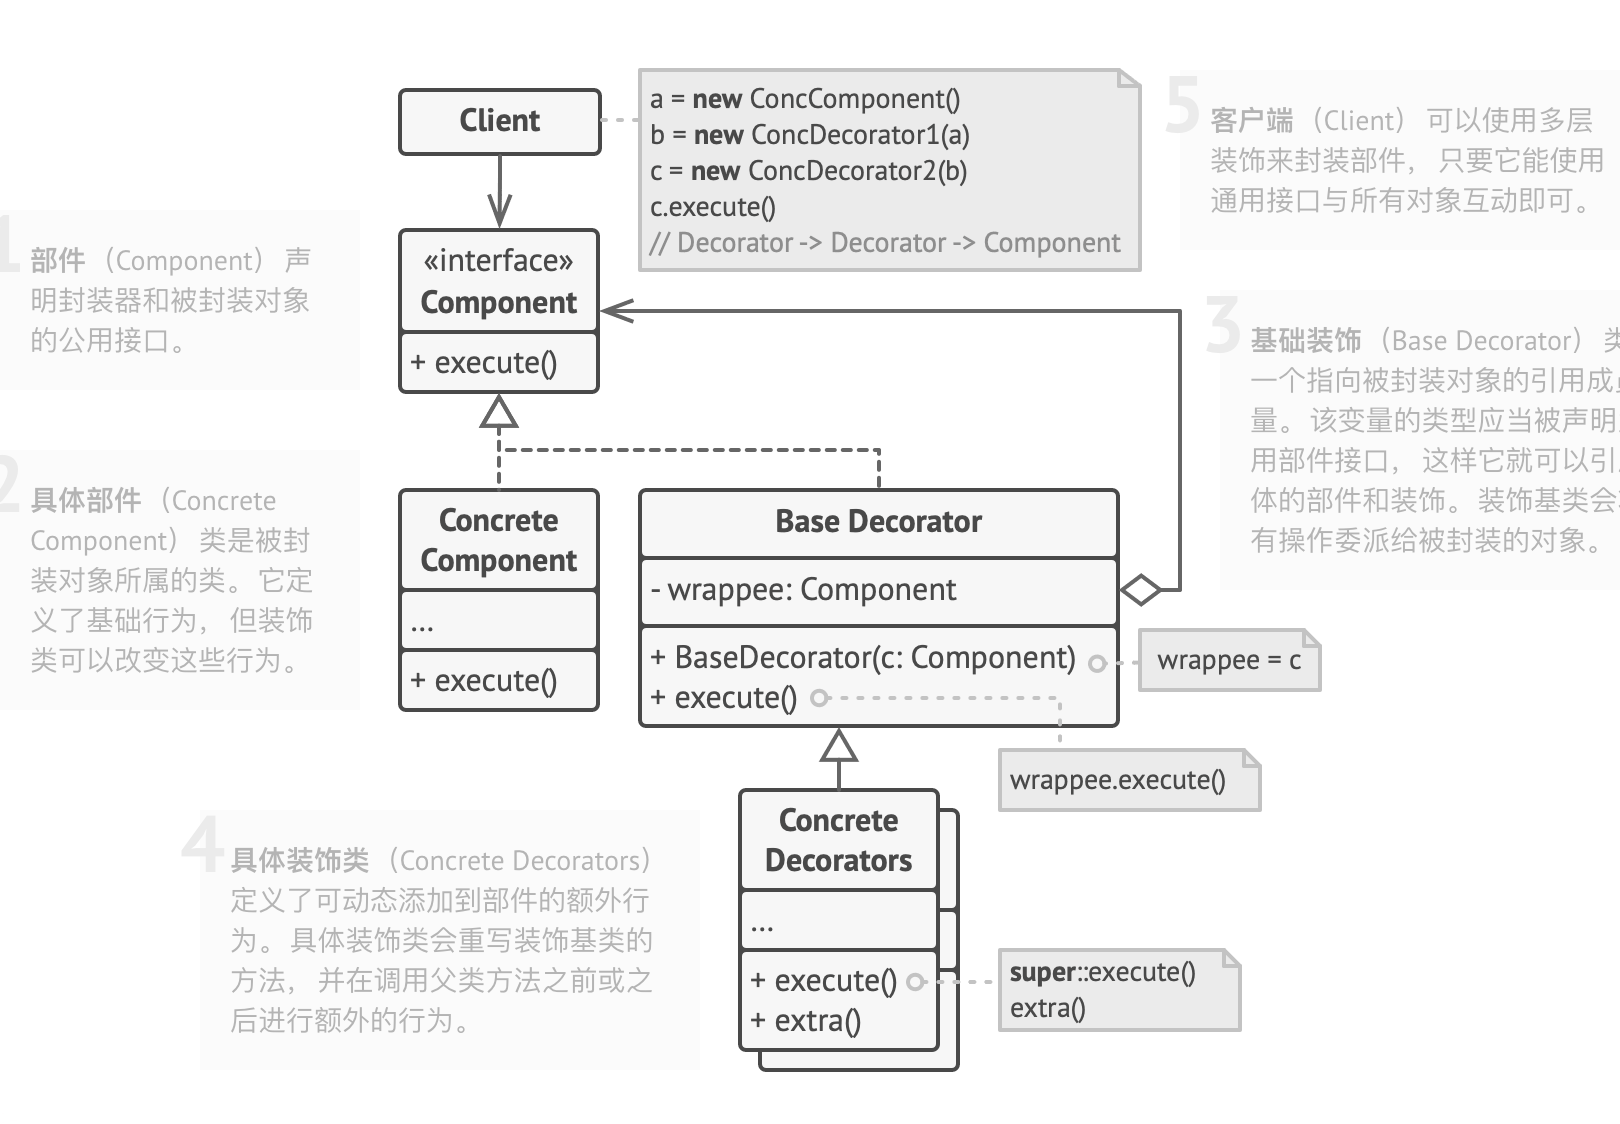 Client
a = new ConcComponent()
b = new ConcDecorator1(a)
c = new ConcDecorator2(b)
c.execute()
// Decorator -> Decorator -> Component
5
客户端 （Client） 可以使用多层
装饰来封装部件， 只要它能使用
通用接口与所有对象互动即可。
1
部件 （Component） 声
明封装器和被封装对象
的公用接口。
«interface»
Component
+ execute()
3
基础装饰 （Base Decorator） 类
一个指向被封装对象的引用成
量。 该变量的类型应当被声明
用部件接口， 这样它就可以引
体的部件和装饰。 装饰基类会
有操作委派给被封装的对象。
2
具体部件 （Concrete
Component） 类是被封
装对象所属的类。 它定
义了基础行为， 但装饰
类可以改变这些行为。
Concrete
Component
...
+ execute()
Base Decorator
- wrappee: Component
+ BaseDecorator(c: Component)
+ execute()
wrappee = c
wrappee.execute()
4
具体装饰类 （Concrete Decorators）
定义了可动态添加到部件的额外行
为。 具体装饰类会重写装饰基类的
方法， 并在调用父类方法之前或之
后进行额外的行为。
Concrete
Decorators
...
+ execute()
+ extra()
super::execute()
extra()